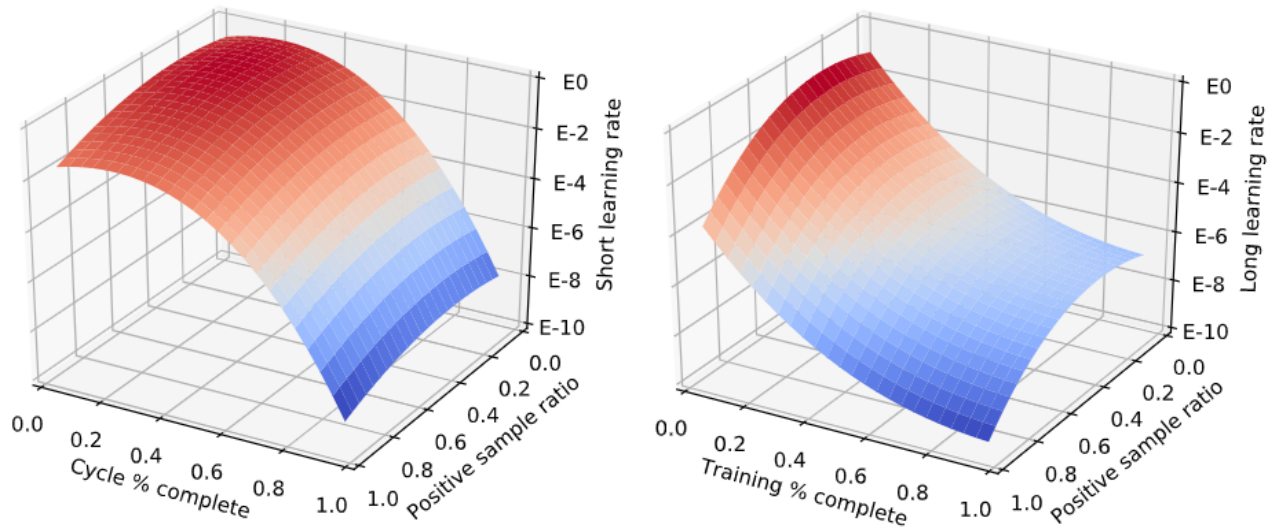 E0
E-2
E-4
E-6
E-8
E-10
Short learning rate
0.0
0.2
0.4
0.6
0.8
1.0
Cycle % complete
0.0
0.2
0.4
0.6
0.8
1.0
Positive sample ratio
E0
E-2
E-4
E-6
E-8
E-10
Long learning rate
0.0
0.2
0.4
0.6
0.8
1.0
Training % complete
0.0
0.2
0.4
0.6
0.8
1.0
Positive sample ratio